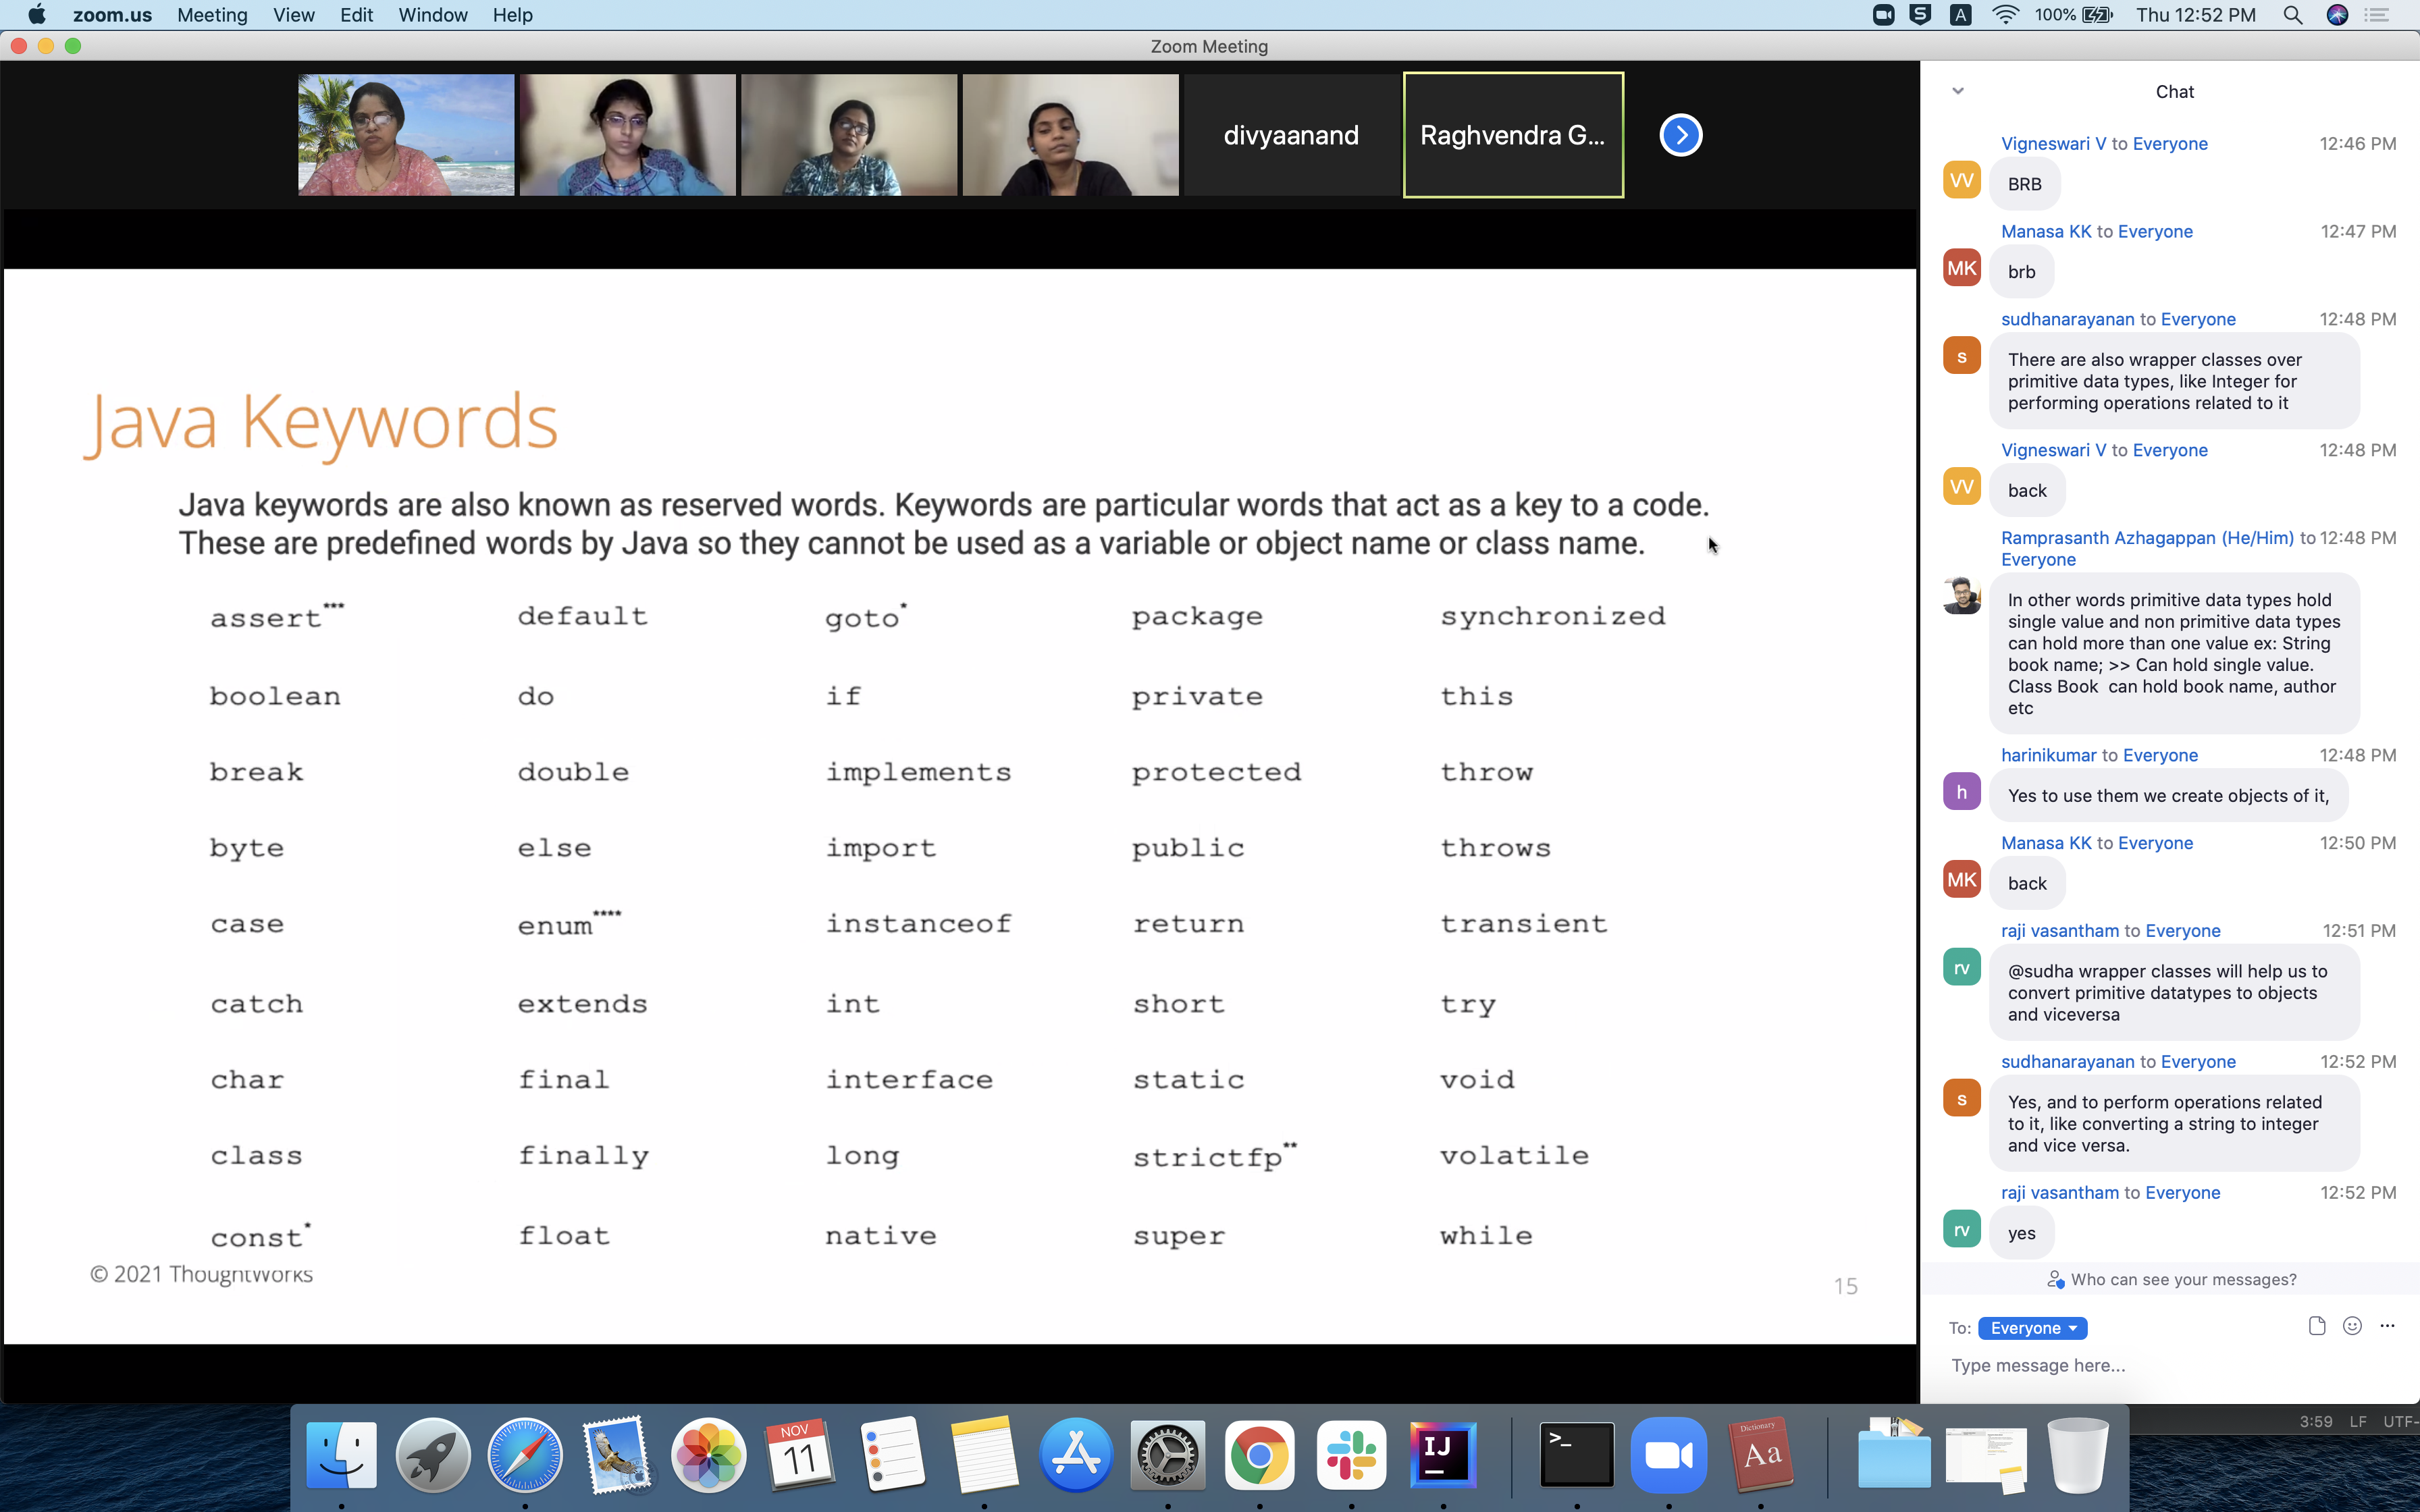 zoom.us Meeting View Edit Window Help
100% Thu 12:52 PM
Zoom Meeting
divyaanand
Raghvendra G...
Java Keywords
Java keywords are also known as reserved words. Keywords are particular words that act as a key to a code.
These are predefined words by Java so they cannot be used as a variable or object name or class name.
assert*** default goto* package synchronized
boolean do if private this
break double implements protected throw
byte else import public throws
case enum**** instanceof return transient
catch extends int short try
char final interface static void
class finally long strictfp** volatile
const* float native super while
© 2021 ThoughtWorks
15
Chat
Vigneswari V to Everyone 12:46 PM
VV
BRB
Manasa KK to Everyone 12:47 PM
MK
brb
sudhanarayanan to Everyone 12:48 PM
s
There are also wrapper classes over
primitive data types, like Integer for
performing operations related to it
Vigneswari V to Everyone 12:48 PM
VV
back
Ramprasanth Azhagappan (He/Him) to 12:48 PM
Everyone
In other words primitive data types hold
single value and non primitive data types
can hold more than one value ex: String
book name; >> Can hold single value.
Class Book can hold book name, author
etc
harinikumar to Everyone 12:48 PM
h
Yes to use them we create objects of it,
Manasa KK to Everyone 12:50 PM
MK
back
raji vasantham to Everyone 12:51 PM
rv
@sudha wrapper classes will help us to
convert primitive datatypes to objects
and viceversa
sudhanarayanan to Everyone 12:52 PM
s
Yes, and to perform operations related
to it, like converting a string to integer
and vice versa.
raji vasantham to Everyone 12:52 PM
rv
yes
Who can see your messages?
To: Everyone
Type message here...
3:59 LF UTF-
NOV
11
IJ
>_
Dictionary
Aa